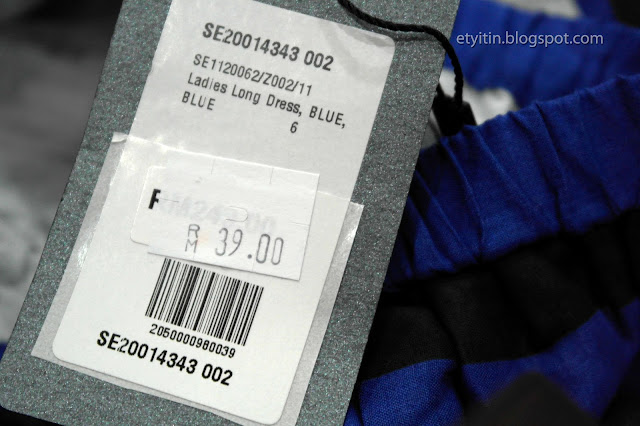 etyitin.blogspot.com
SE20014343 002
SE1120062/Z002/11
Ladies Long Dress, BLUE,
BLUE 6
RM 39.00
2050000980039
SE20014343 002